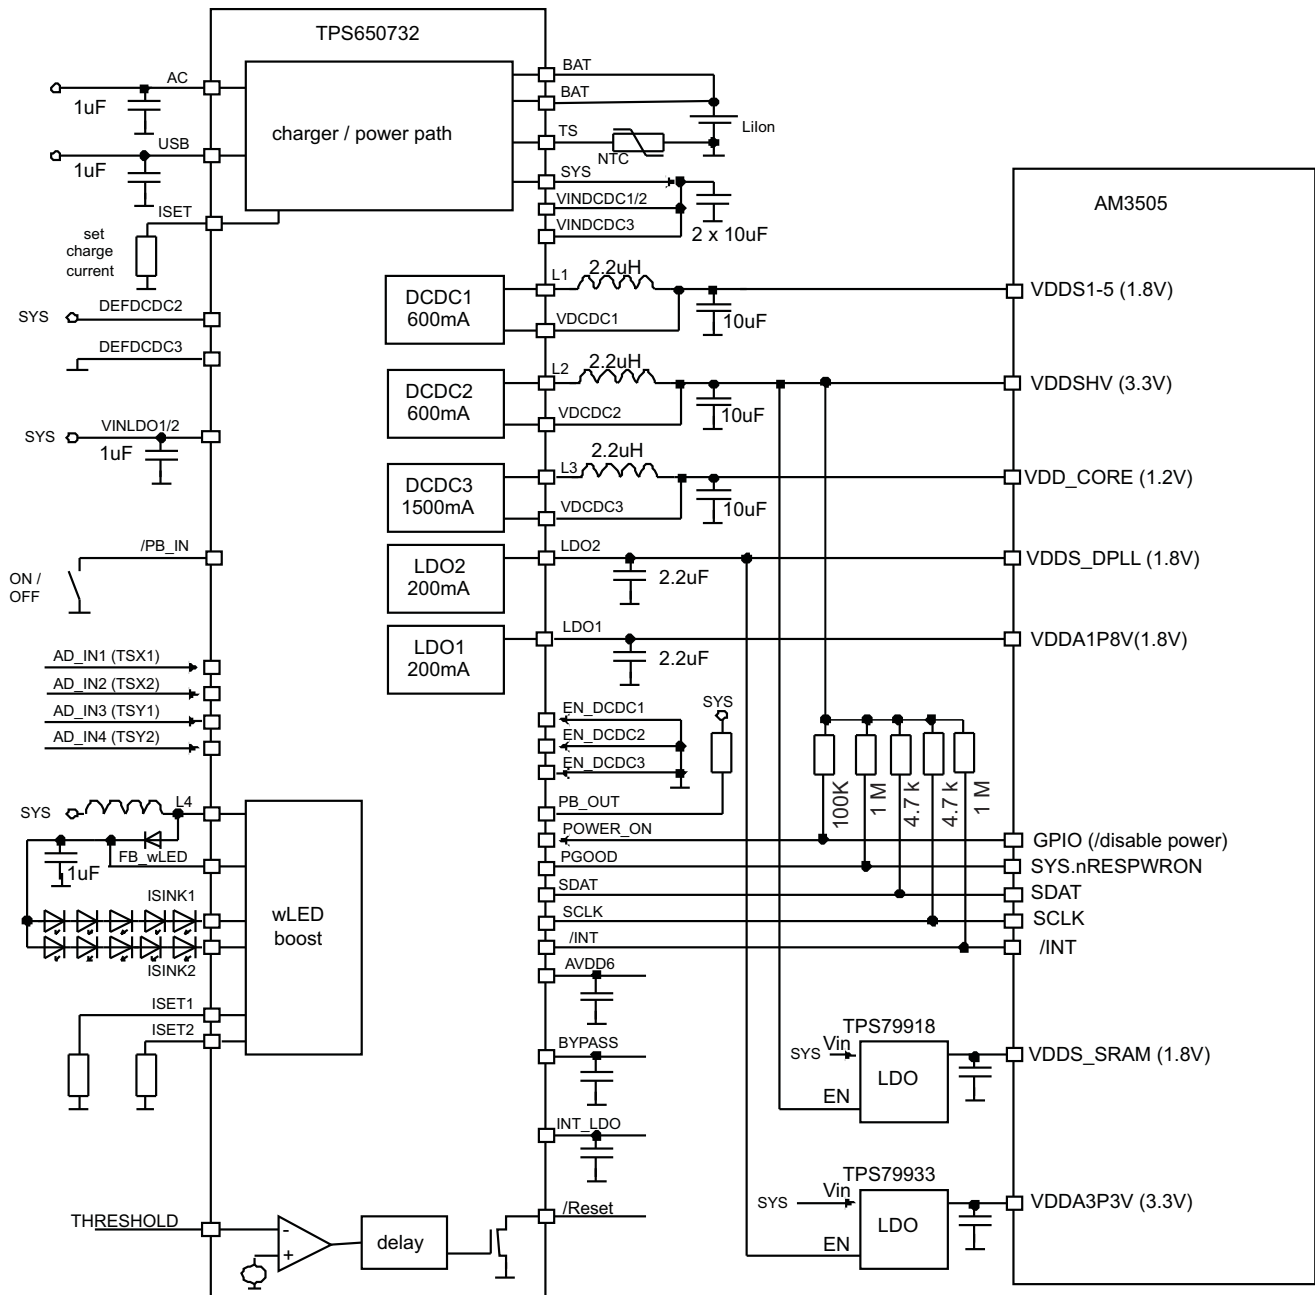 TPS650732
AC
1uF
USB
1uF
charger / power path
BAT
BAT
LiIon
TS
NTC
SYS
VINDCDC1/2
VINDCDC3
2 x 10uF
ISET
set
charge
current
AM3505
DCDC1
600mA
L1
2.2uH
VDCDC1
10uF
VDDS1-5 (1.8V)
SYS
DEFDCDC2
DEFDCDC3
DCDC2
600mA
L2
2.2uH
VDCDC2
10uF
VDDSHV (3.3V)
SYS
VINLDO1/2
1uF
DCDC3
1500mA
L3
2.2uH
VDCDC3
10uF
VDD_CORE (1.2V)
/PB_IN
ON /
OFF
LDO2
200mA
LDO2
2.2uF
VDDS_DPLL (1.8V)
LDO1
200mA
LDO1
2.2uF
VDDA1P8V(1.8V)
AD_IN1 (TSX1)
AD_IN2 (TSX2)
AD_IN3 (TSY1)
AD_IN4 (TSY2)
EN_DCDC1
EN_DCDC2
EN_DCDC3
SYS
100K
1 M
4.7 k
4.7 k
1 M
PB_OUT
POWER_ON
PGOOD
SDAT
SCLK
/INT
GPIO (/disable power)
SYS.nRESPWRON
SDAT
SCLK
/INT
SYS
L4
FB_wLED
1uF
ISINK1
ISINK2
wLED
boost
ISET1
ISET2
AVDD6
BYPASS
INT_LDO
TPS79918
SYS
Vin
LDO
EN
VDDS_SRAM (1.8V)
TPS79933
SYS
Vin
LDO
EN
VDDA3P3V (3.3V)
THRESHOLD
-
+
delay
/Reset